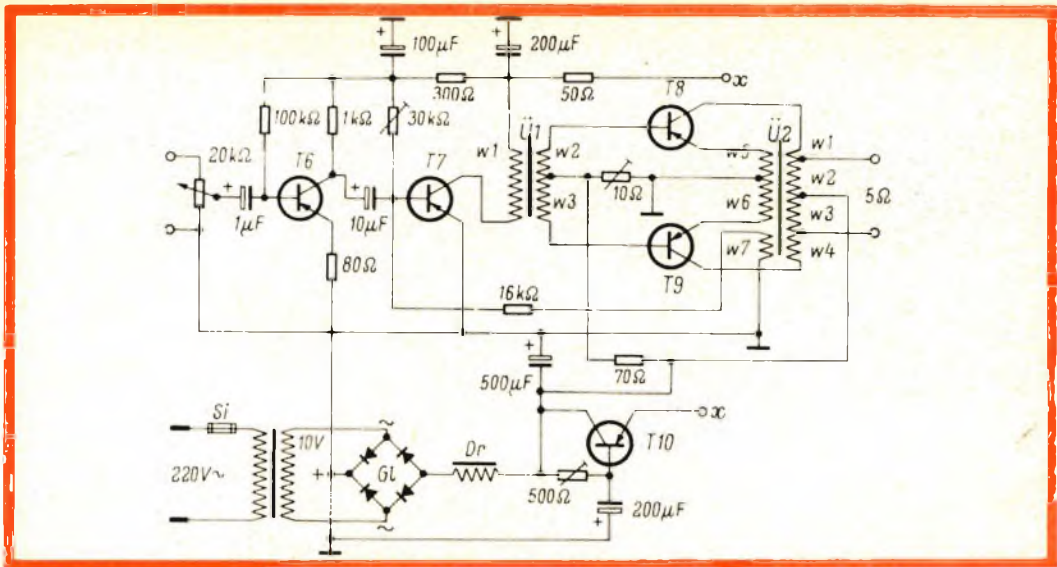 +
100μF
+
200μF
300Ω
50Ω
x
T8
100kΩ
1kΩ
30kΩ
Ü1
Ü2
20kΩ
T6
T7
w1
w2
w5
w1
w2
+
+
10Ω
5Ω
1μF
10μF
w3
w6
w3
80Ω
w7
w4
T9
16kΩ
+
500μF
70Ω
Si
x
T10
10V
~
Dr
220V~
+
Gl
500Ω
~
+
200μF